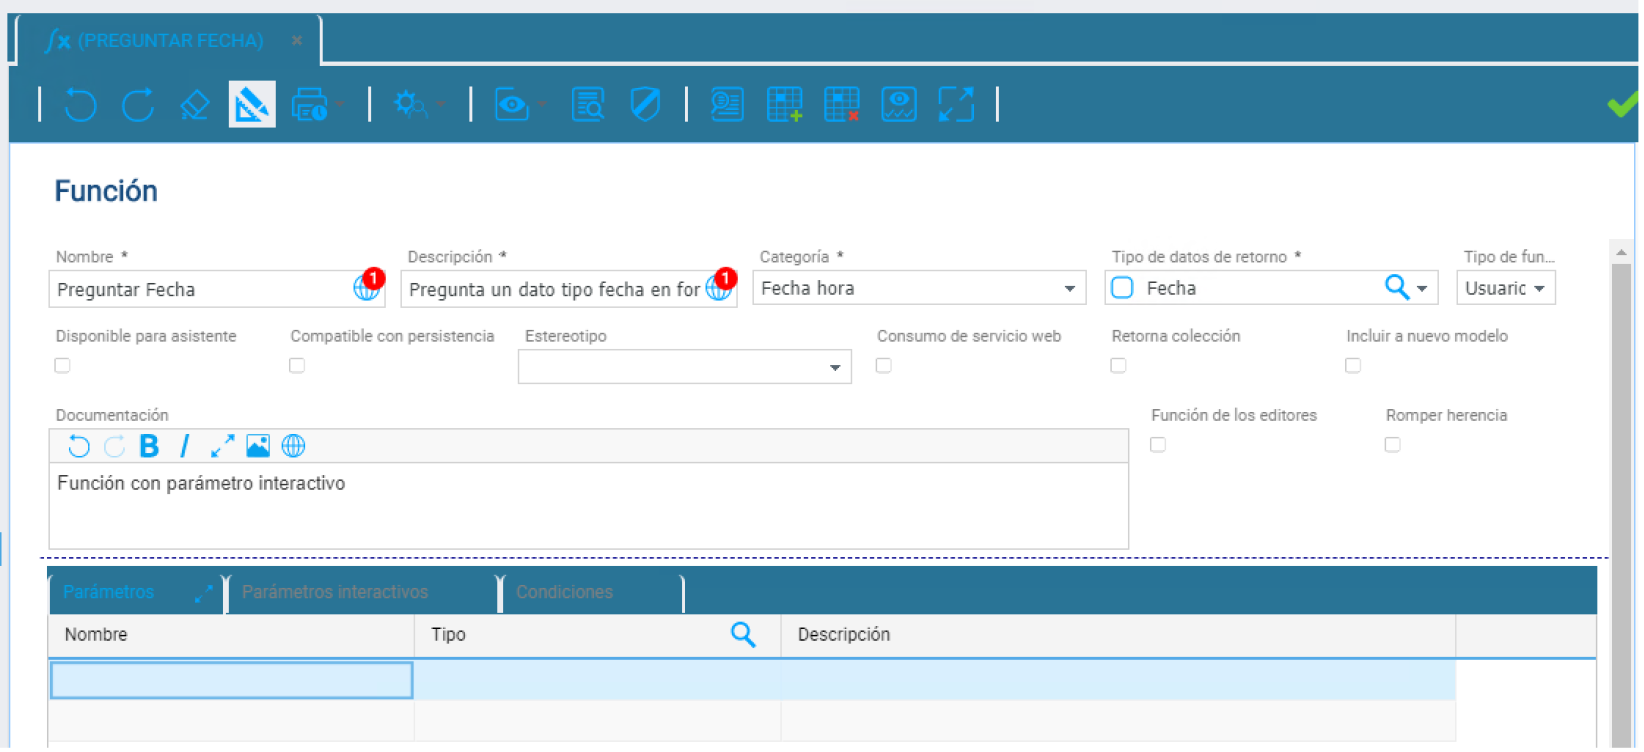 fx (PREGUNTAR FECHA) ×
Función
Nombre * Descripción * Categoría * Tipo de datos de retorno * Tipo de fun...
Preguntar Fecha 1 Pregunta un dato tipo fecha en for 1 Fecha hora Fecha Usuaric
Disponible para asistente Compatible con persistencia Estereotipo Consumo de servicio web Retorna colección Incluir a nuevo modelo
Documentación Función de los editores Romper herencia
B I
Función con parámetro interactivo
Parámetros Parámetros interactivos Condiciones
Nombre Tipo Descripción